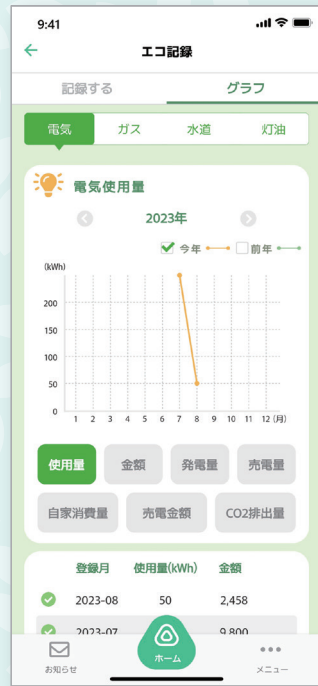 9:41
エコ記録
記録する グラフ
電気 ガス 水道 灯油
電気使用量
2023年
今年 前年
(kWh)
200
150
100
50
0
1 2 3 4 5 6 7 8 9 10 11 12 (月)
使用量 金額 発電量 売電量
自家消費量 売電金額 CO2排出量
登録月 使用量(kWh) 金額
2023-08 50 2,458
2023-07 9,800
お知らせ ホーム メニュー